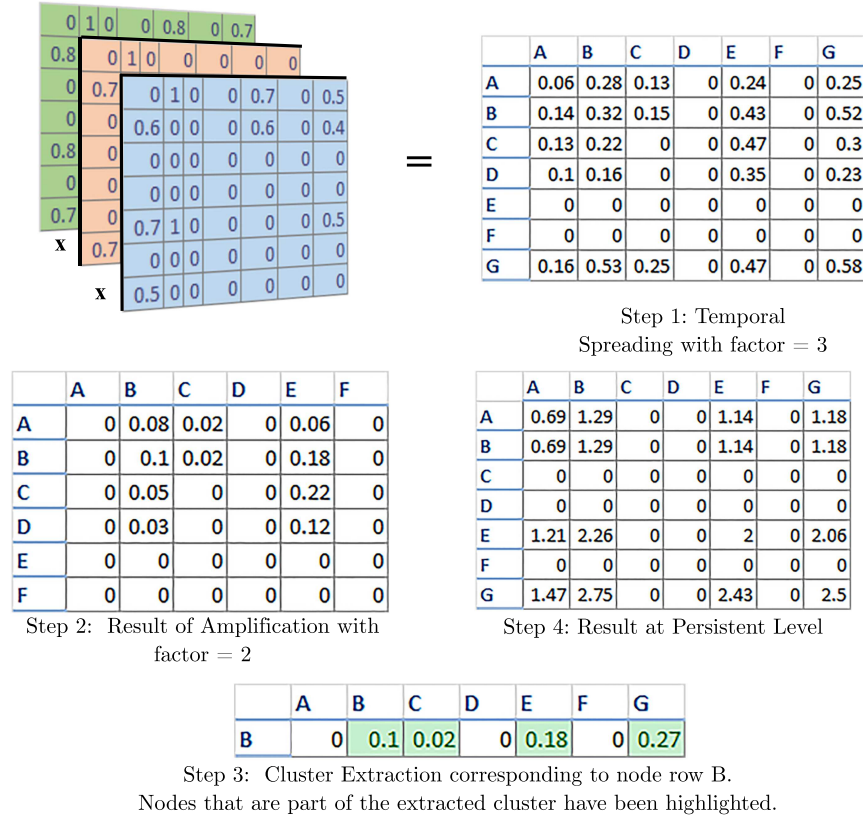 0 1 0 0 0.8 0 0.7
0.8
0
0
0.8
0
0.7
x
0 1 0 0 0 0 0
0.7
0
0
0.7
0
0.7
x
0 1 0 0 0.7 0 0.5
0.6 0 0 0 0.6 0 0.4
0 0 0 0 0 0 0
0 0 0 0 0 0 0
0.7 1 0 0 0 0 0.5
0 0 0 0 0 0 0
0.5 0 0 0 0 0 0
=
A B C D E F G
A 0.06 0.28 0.13 0 0.24 0 0.25
B 0.14 0.32 0.15 0 0.43 0 0.52
C 0.13 0.22 0 0 0.47 0 0.3
D 0.1 0.16 0 0 0.35 0 0.23
E 0 0 0 0 0 0 0
F 0 0 0 0 0 0 0
G 0.16 0.53 0.25 0 0.47 0 0.58
Step 1: Temporal
Spreading with factor = 3
A B C D E F
A 0 0.08 0.02 0 0.06 0
B 0 0.1 0.02 0 0.18 0
C 0 0.05 0 0 0.22 0
D 0 0.03 0 0 0.12 0
E 0 0 0 0 0 0
F 0 0 0 0 0 0
Step 2: Result of Amplification with
factor = 2
A B C D E F G
A 0.69 1.29 0 0 1.14 0 1.18
B 0.69 1.29 0 0 1.14 0 1.18
C 0 0 0 0 0 0 0
D 0 0 0 0 0 0 0
E 1.21 2.26 0 0 2 0 2.06
F 0 0 0 0 0 0 0
G 1.47 2.75 0 0 2.43 0 2.5
Step 4: Result at Persistent Level
A B C D E F G
B 0 0.1 0.02 0 0.18 0 0.27
Step 3: Cluster Extraction corresponding to node row B.
Nodes that are part of the extracted cluster have been highlighted.